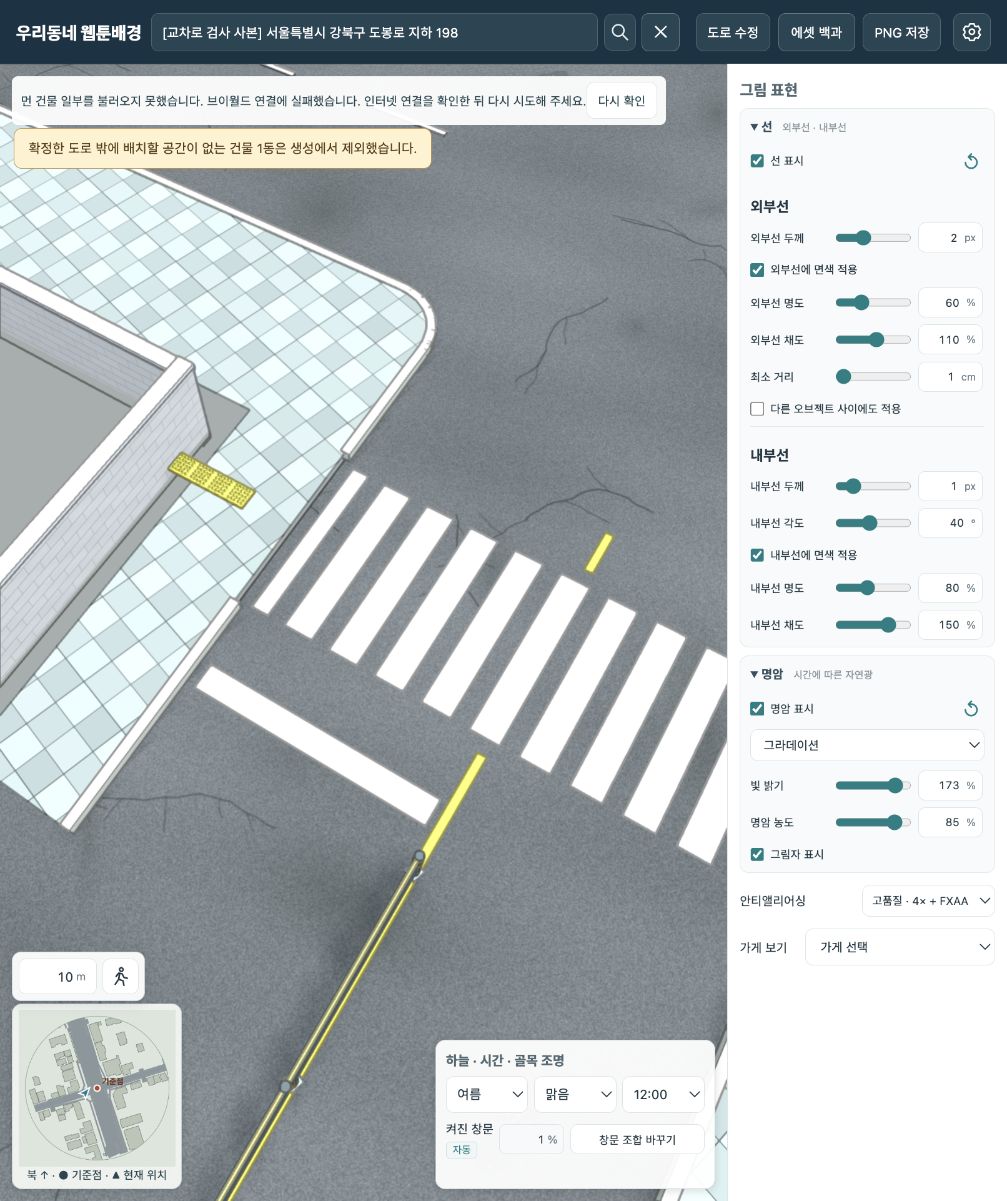 우리동네 웹툰배경
[교차로 검사 사본] 서울특별시 강북구 도봉로 지하 198
도로 수정
에셋 백과
PNG 저장
먼 건물 일부를 불러오지 못했습니다. 브이월드 연결에 실패했습니다. 인터넷 연결을 확인한 뒤 다시 시도해 주세요.
다시 확인
확정한 도로 밖에 배치할 공간이 없는 건물 1동은 생성에서 제외했습니다.
그림 표현
▼선 외부선 · 내부선
선 표시
외부선
외부선 두께 2 px
외부선에 면색 적용
외부선 명도 60 %
외부선 채도 110 %
최소 거리 1 cm
다른 오브젝트 사이에도 적용
내부선
내부선 두께 1 px
내부선 각도 40 °
내부선에 면색 적용
내부선 명도 80 %
내부선 채도 150 %
▼명암 시간에 따른 자연광
명암 표시
그라데이션
빛 밝기 173 %
명암 농도 85 %
그림자 표시
안티앨리어싱 고품질 · 4× + FXAA
가게 보기 가게 선택
10 m
기준점
북 ↑ · ● 기준점 · ▲ 현재 위치
하늘 · 시간 · 골목 조명
여름 맑음 12:00
켜진 창문 1 % 창문 조합 바꾸기
자동